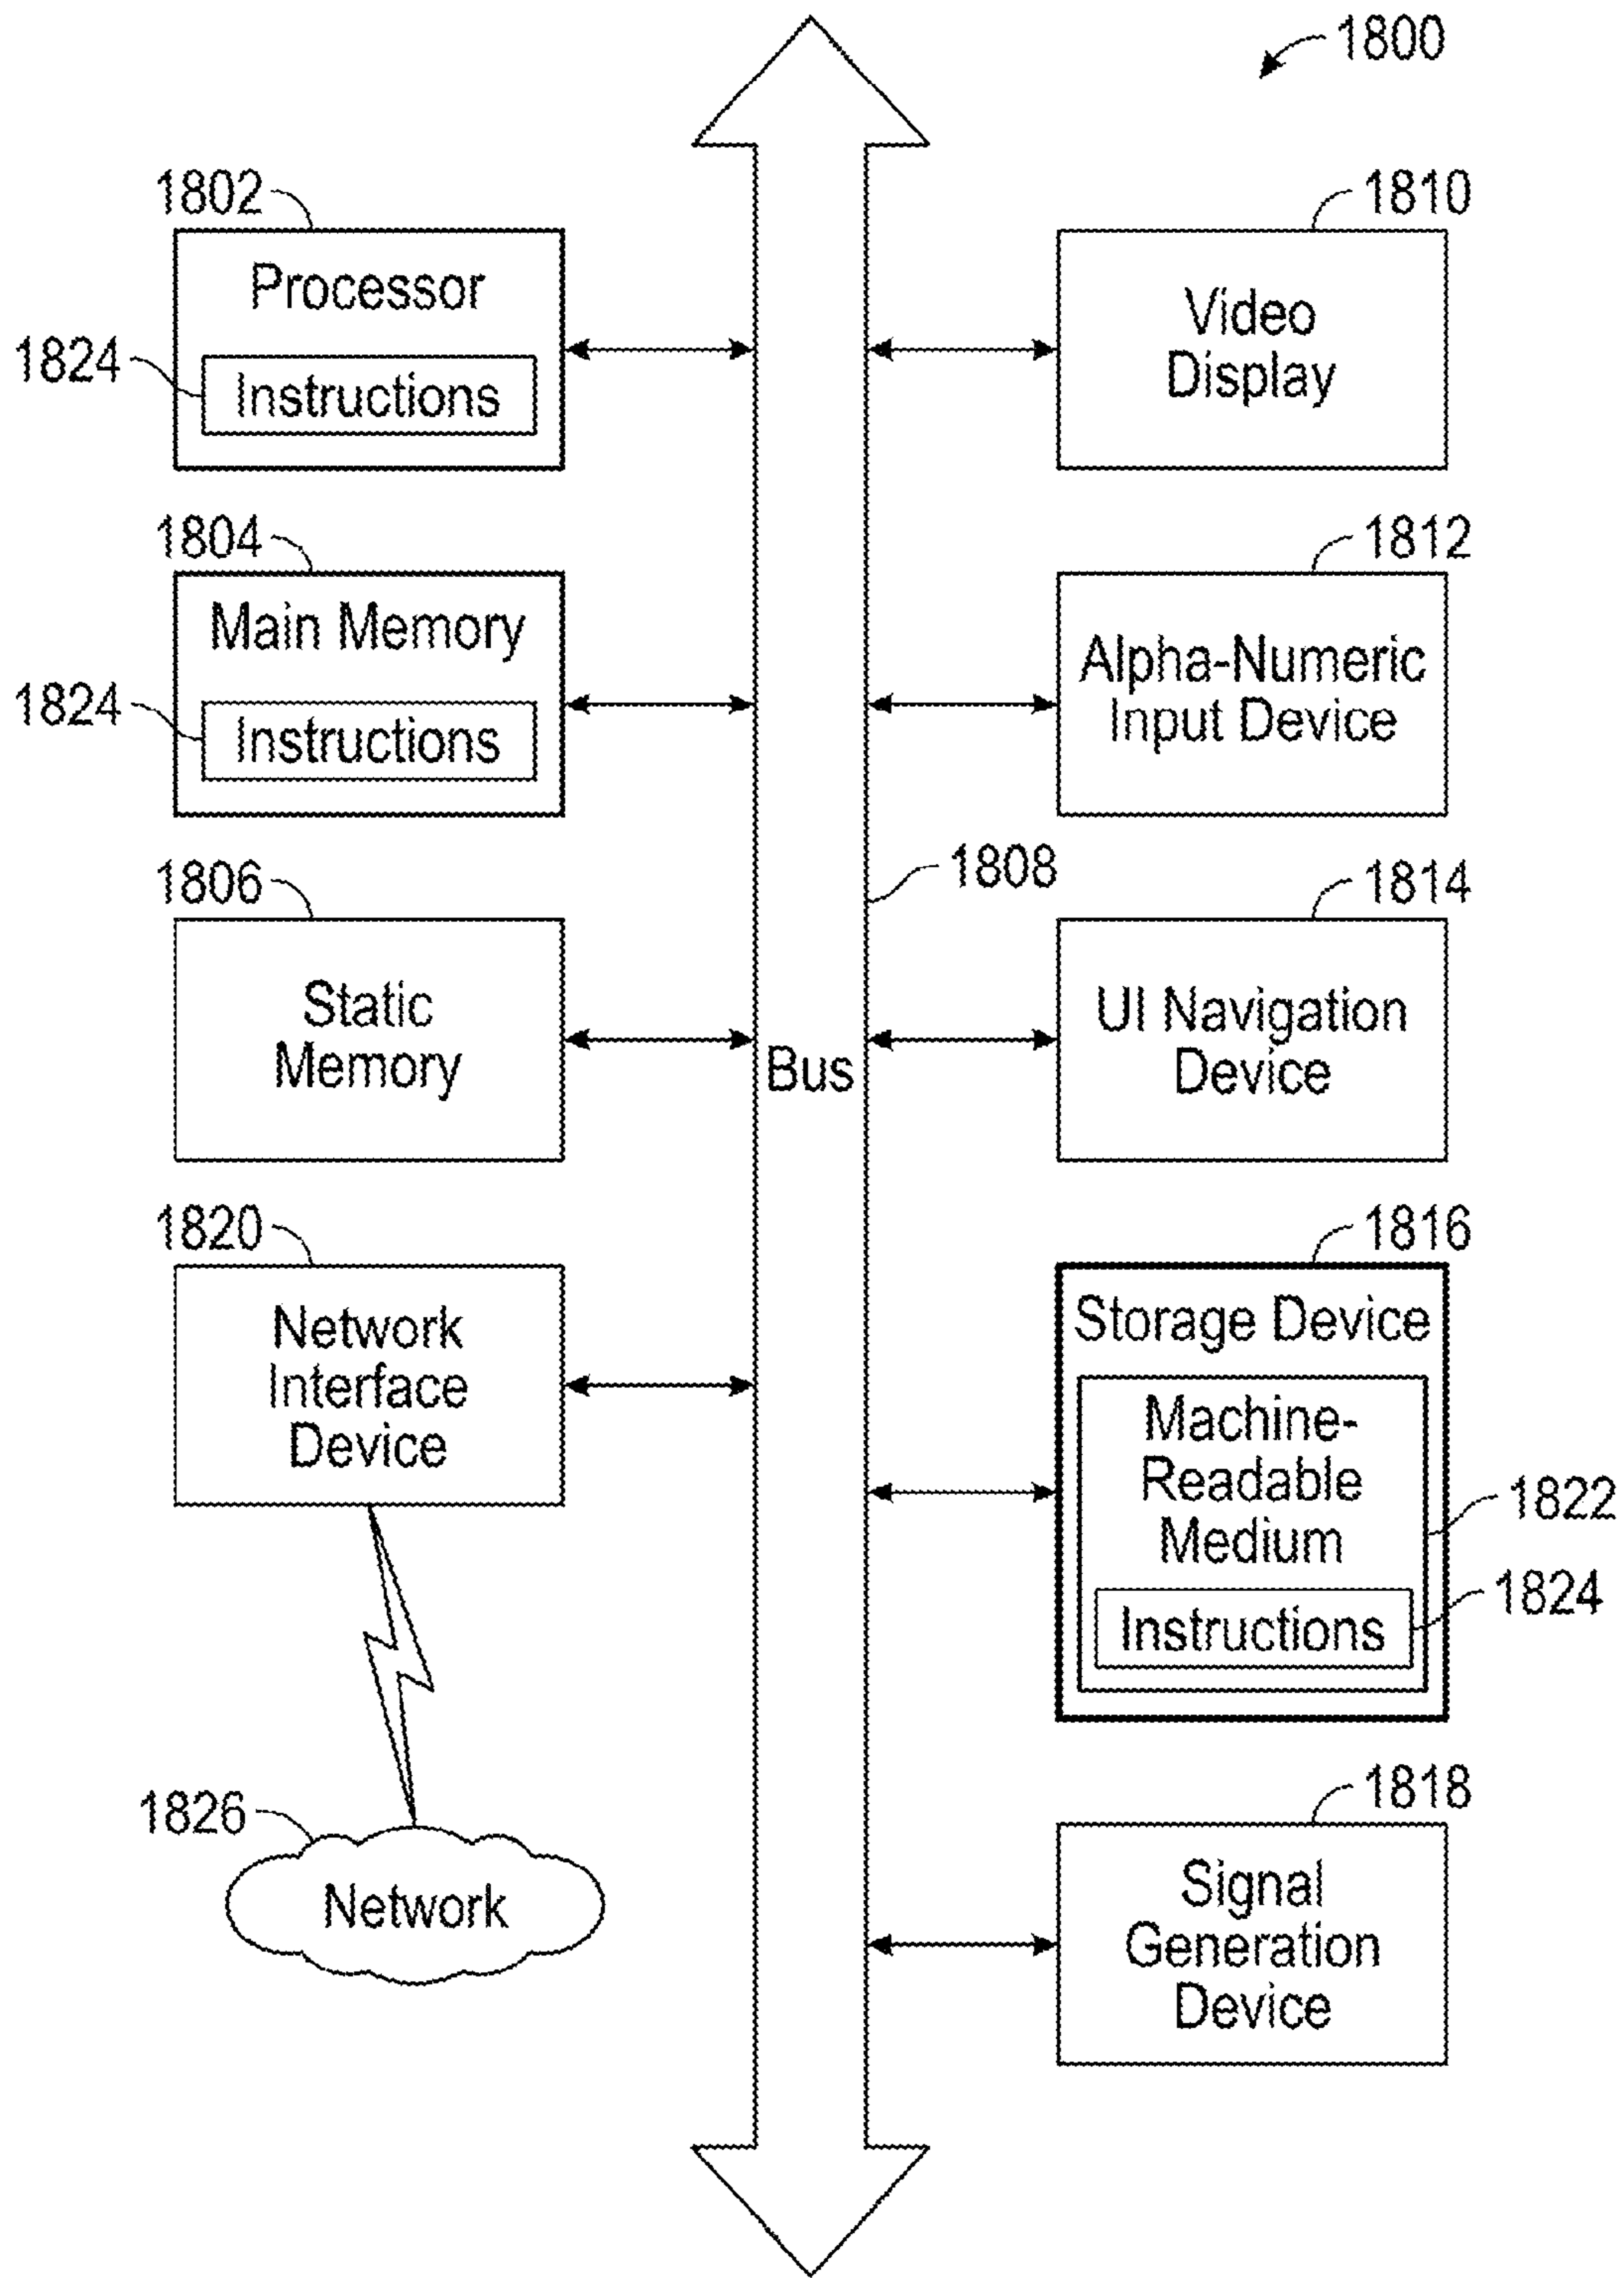 1800
1802
Processor
1824
Instructions
1804
Main Memory
1824
Instructions
1806
Static
Memory
1820
Network
Interface
Device
1826
Network
Bus
1808
1810
Video
Display
1812
Alpha-Numeric
Input Device
1814
UI Navigation
Device
1816
Storage Device
Machine-
Readable
Medium
1822
Instructions
1824
1818
Signal
Generation
Device